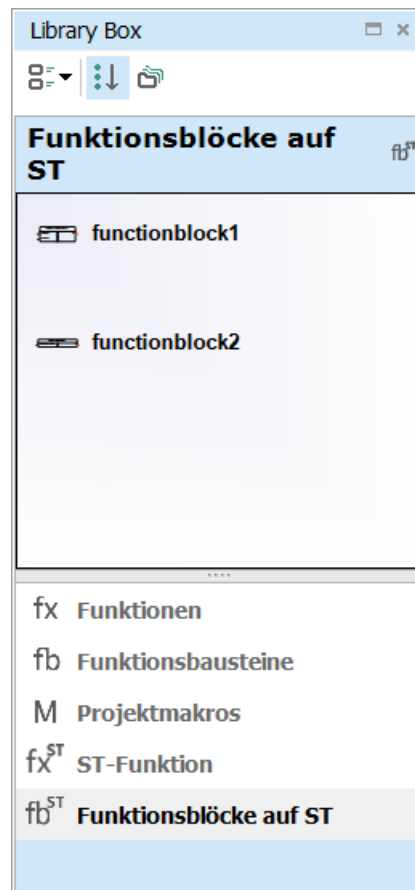 Library Box
Funktionsblöcke auf
ST
fb ST
functionblock1
functionblock2
fx Funktionen
fb Funktionsbausteine
M Projektmakros
fx ST ST-Funktion
fb ST Funktionsblöcke auf ST